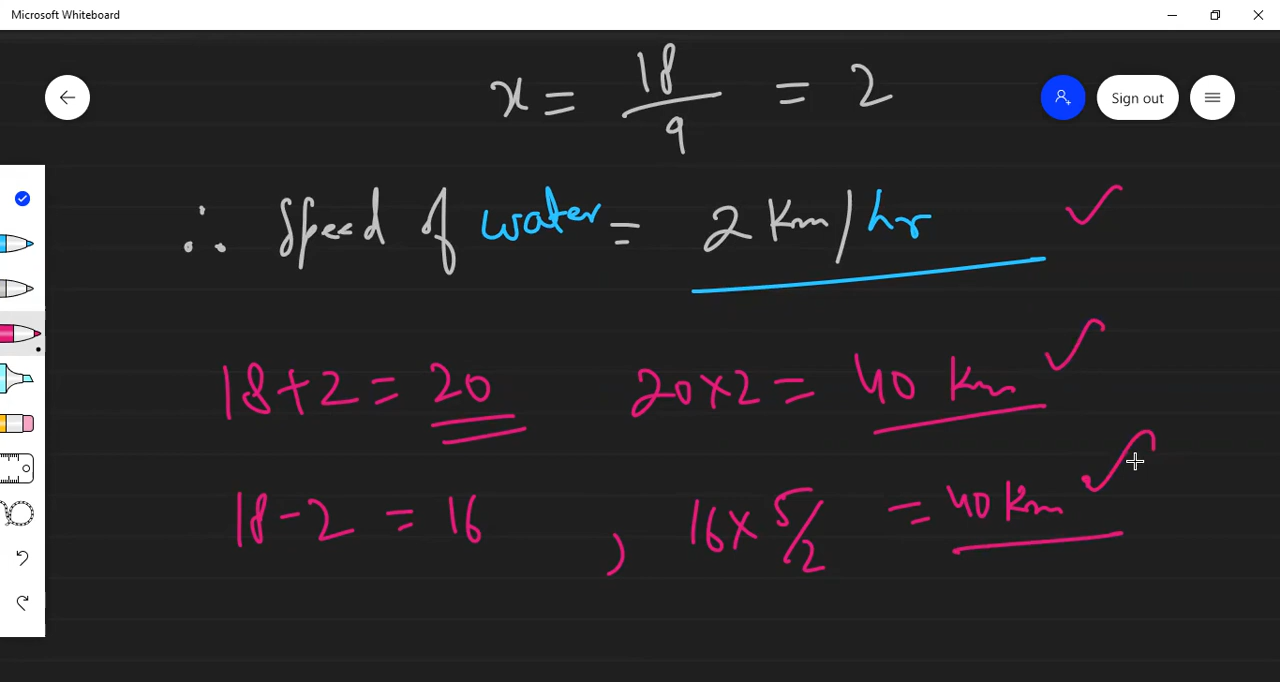 Microsoft Whiteboard
x = 18/9 = 2
Sign out
∴ Speed of water = 2 Km/hr ✓
18+2 = 20 20×2 = 40 Km ✓
18-2 = 16 , 16×5/2 = 40 Km ✓